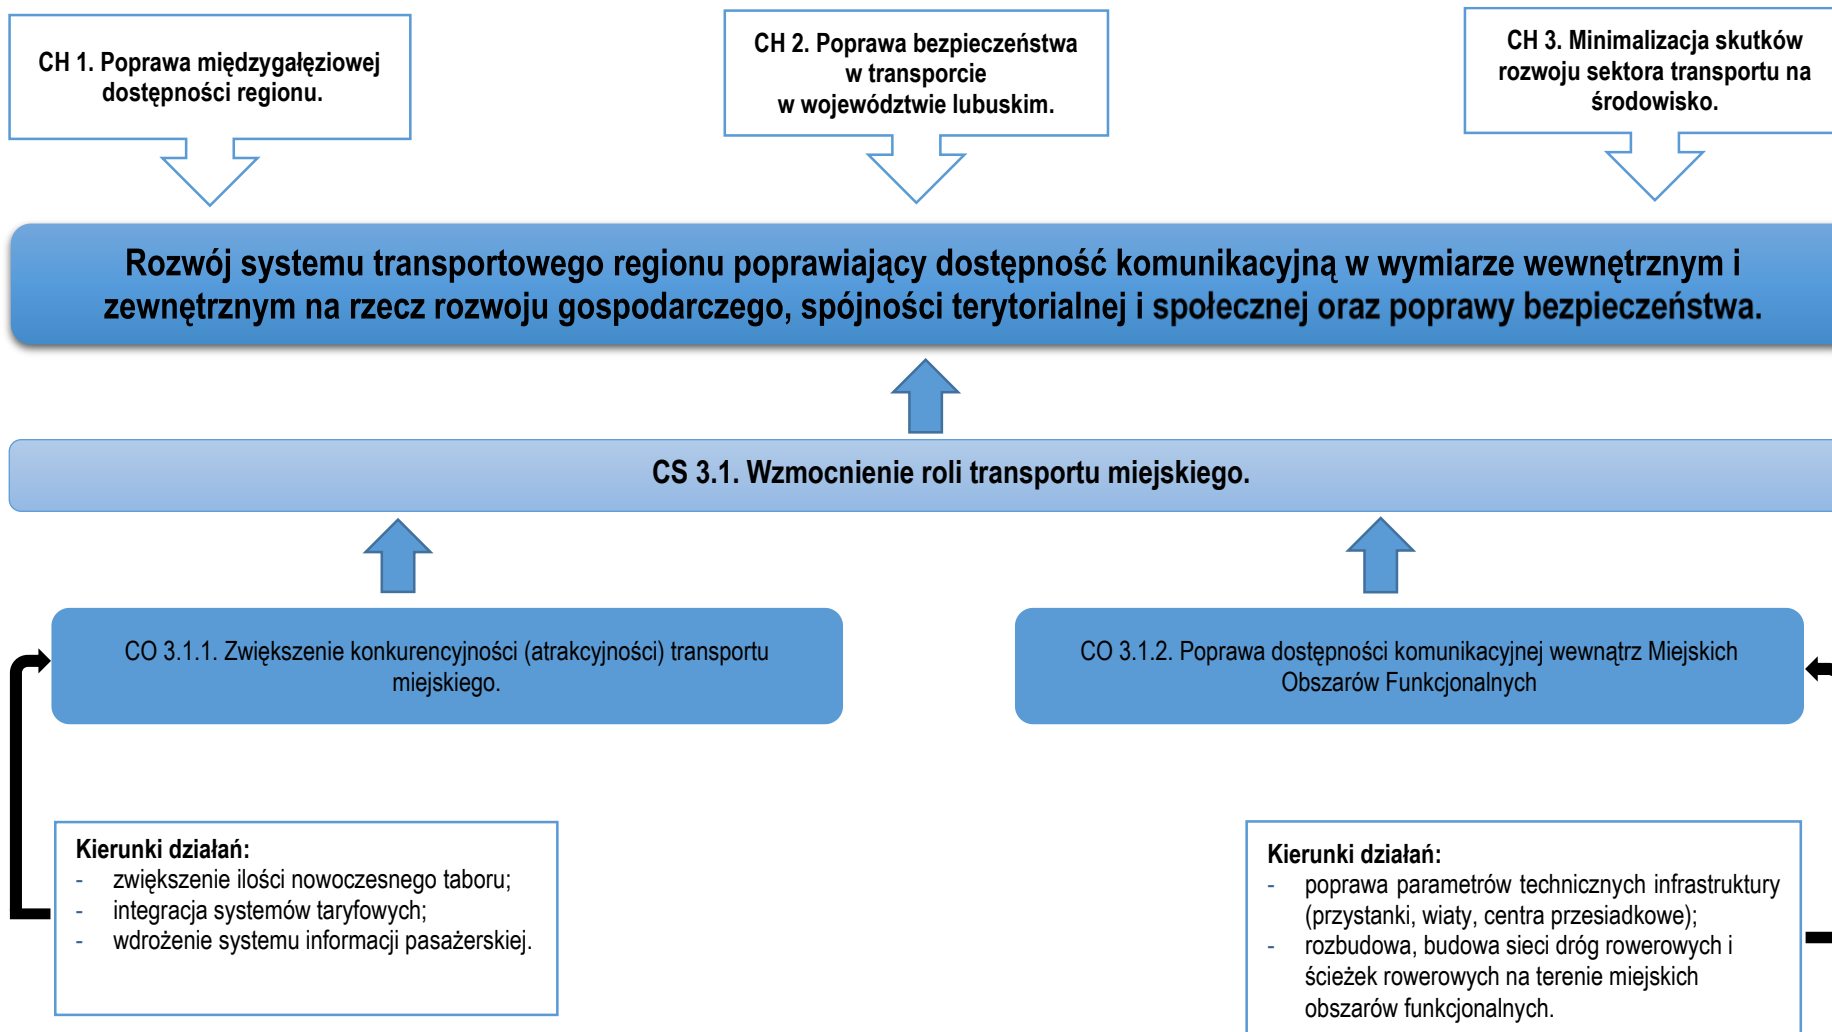 CH 1. Poprawa międzygałęziowej
dostępności regionu.
CH 2. Poprawa bezpieczeństwa
w transporcie
w województwie lubuskim.
CH 3. Minimalizacja skutków
rozwoju sektora transportu na
środowisko.
Rozwój systemu transportowego regionu poprawiający dostępność komunikacyjną w wymiarze wewnętrznym i
zewnętrznym na rzecz rozwoju gospodarczego, spójności terytorialnej i społecznej oraz poprawy bezpieczeństwa.
CS 3.1. Wzmocnienie roli transportu miejskiego.
CO 3.1.1. Zwiększenie konkurencyjności (atrakcyjności) transportu
miejskiego.
CO 3.1.2. Poprawa dostępności komunikacyjnej wewnątrz Miejskich
Obszarów Funkcjonalnych
Kierunki działań:
- zwiększenie ilości nowoczesnego taboru;
- integracja systemów taryfowych;
- wdrożenie systemu informacji pasażerskiej.
Kierunki działań:
- poprawa parametrów technicznych infrastruktury
(przystanki, wiaty, centra przesiadkowe);
- rozbudowa, budowa sieci dróg rowerowych i
ścieżek rowerowych na terenie miejskich
obszarów funkcjonalnych.